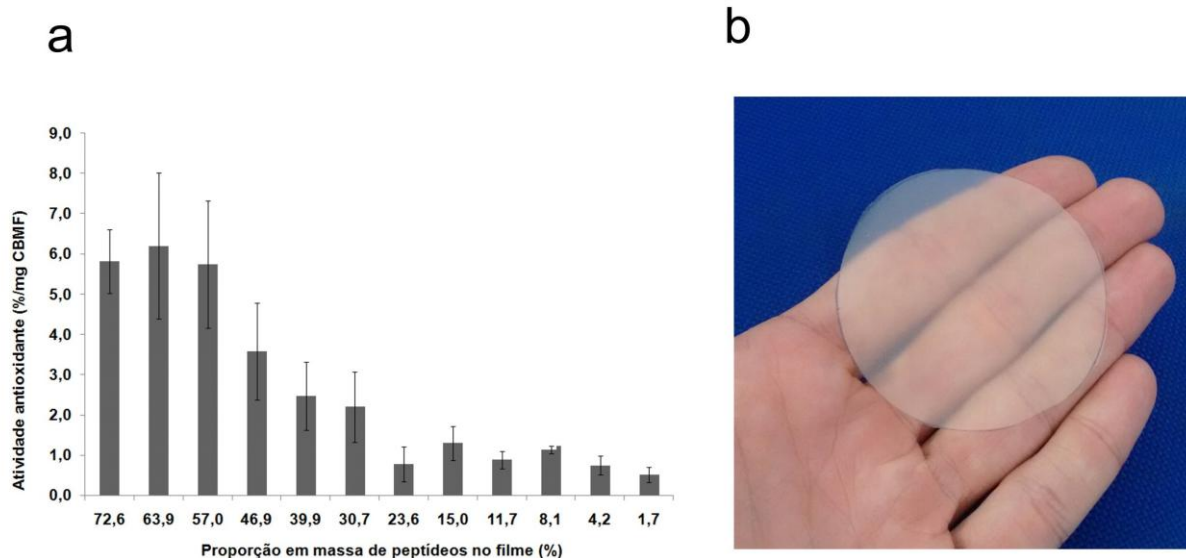 a
b
9,0
8,0
7,0
6,0
5,0
4,0
3,0
2,0
1,0
0,0
Atividade antioxidante (%/mg CBMF)
72,6 63,9 57,0 46,9 39,9 30,7 23,6 15,0 11,7 8,1 4,2 1,7
Proporção em massa de peptídeos no filme (%)